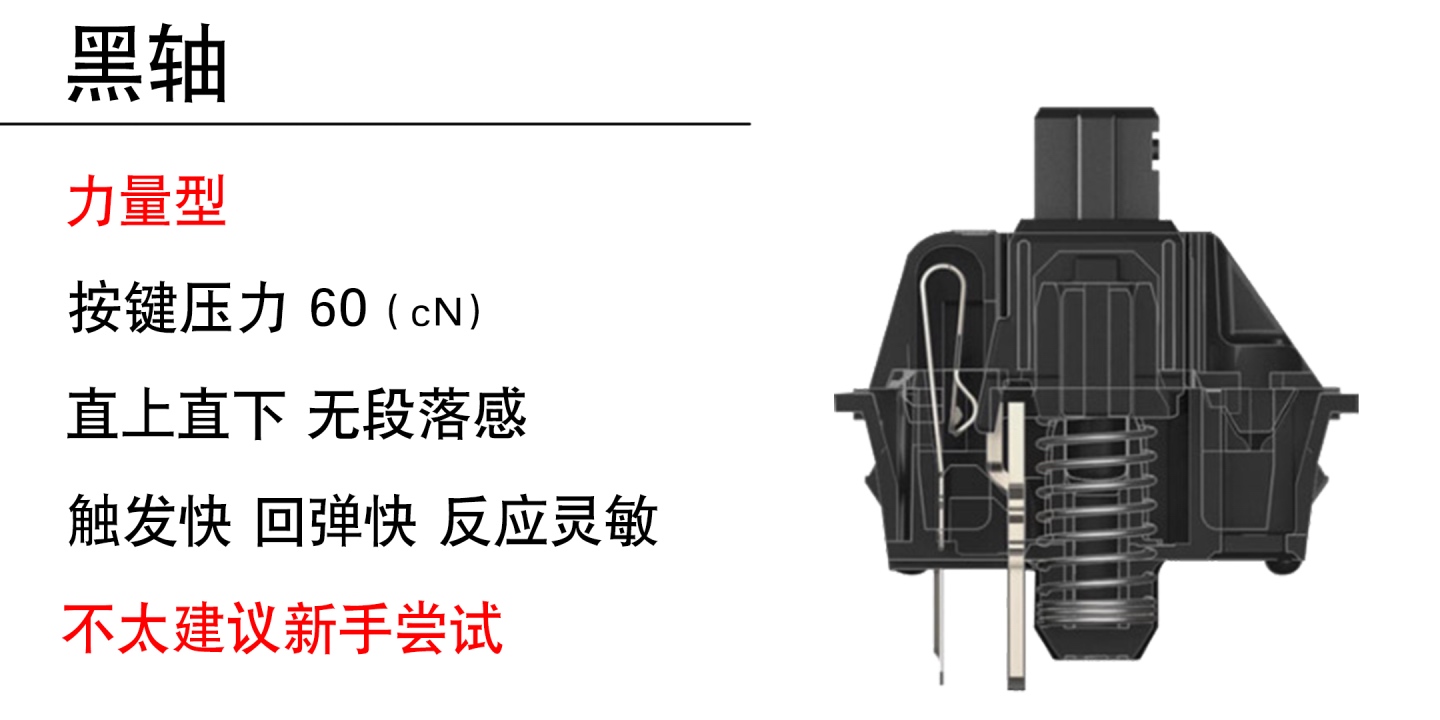 黑轴
力量型
按键压力 60（cN）
直上直下 无段落感
触发快 回弹快 反应灵敏
不太建议新手尝试